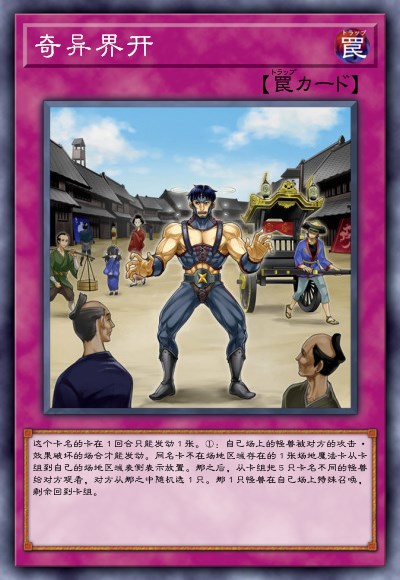 奇异界开
トラップ
罠
トラップ
【罠カード】
这个卡名的卡在1回合只能发动1张。①：自己场上的怪兽被对方的攻击・
效果破坏的场合才能发动。同名卡不在场地区域存在的1张场地魔法卡从卡
组到自己的场地区域表侧表示放置。那之后，从卡组把5只卡名不同的怪兽
给对方观看，对方从那之中随机选1只。那1只怪兽在自己场上特殊召唤，
剩余回到卡组。